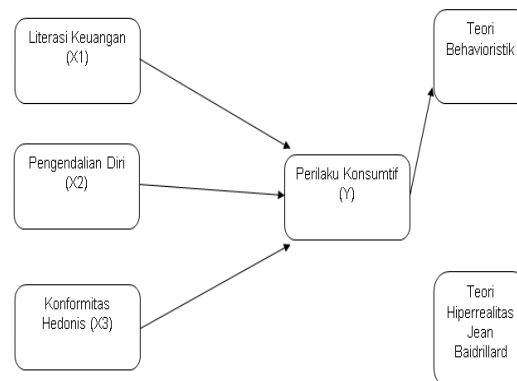 Literasi Keuangan
(X1)
Pengendalian Diri
(X2)
Konformitas
Hedonis (X3)
Perilaku Konsumtif
(Y)
Teori
Behavioristik
Teori
Hiperrealitas
Jean
Baidrillard